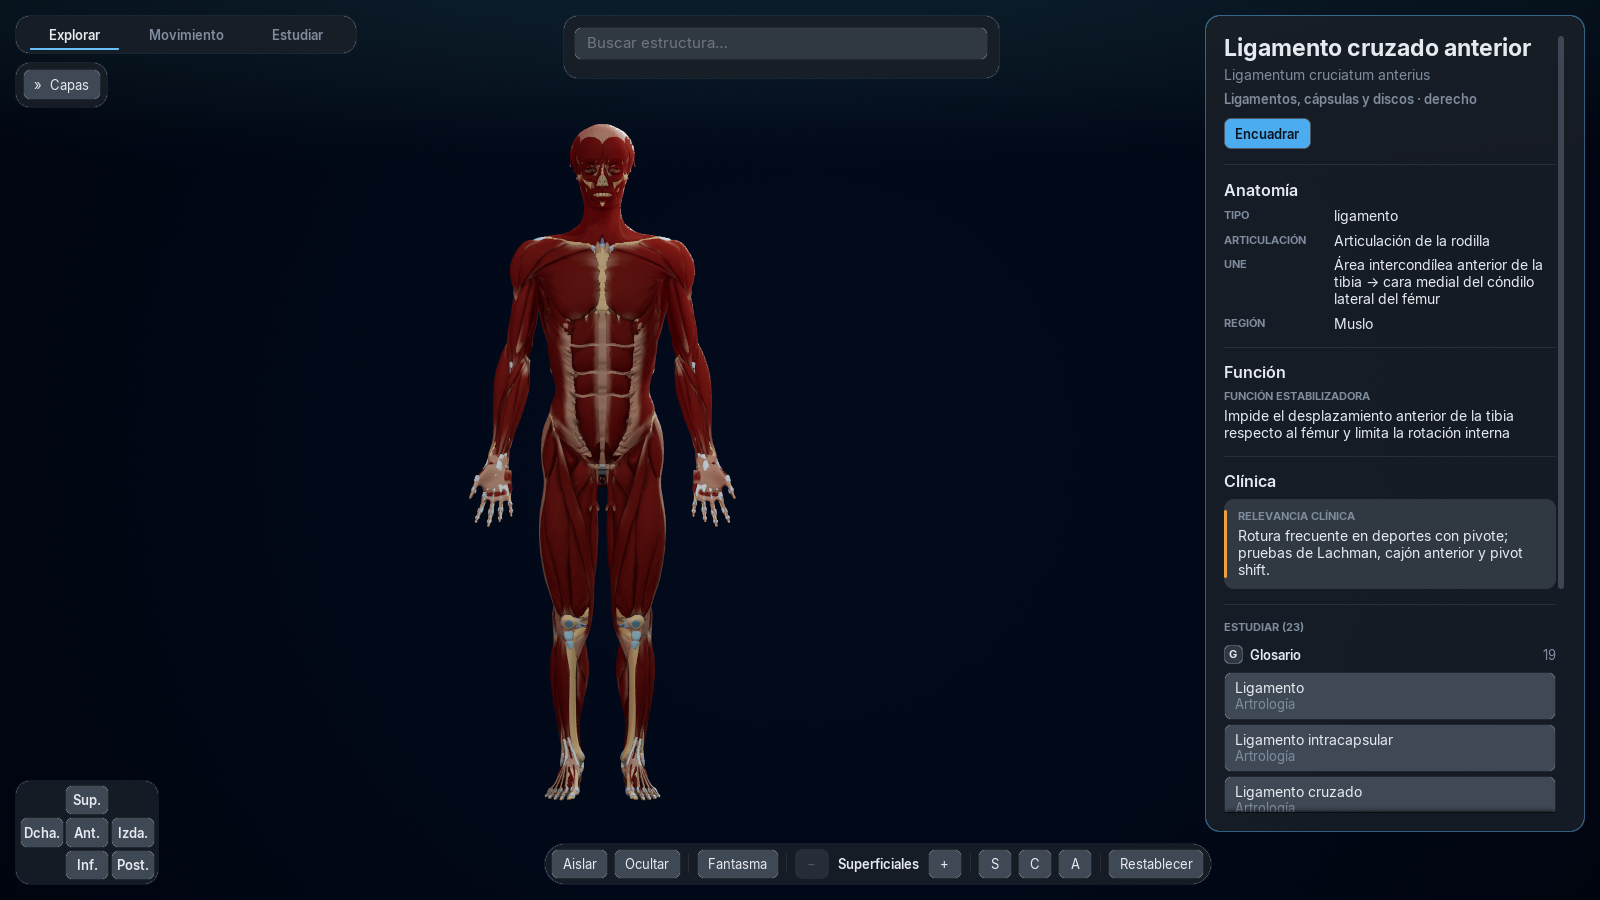 Explorar
Movimiento
Estudiar
» Capas
Buscar estructura...
Ligamento cruzado anterior
Ligamentum cruciatum anterius
Ligamentos, cápsulas y discos · derecho
Encuadrar
Anatomía
TIPO
ligamento
ARTICULACIÓN
Articulación de la rodilla
UNE
Área intercondílea anterior de la
tibia → cara medial del cóndilo
lateral del fémur
REGIÓN
Muslo
Función
FUNCIÓN ESTABILIZADORA
Impide el desplazamiento anterior de la tibia
respecto al fémur y limita la rotación interna
Clínica
RELEVANCIA CLÍNICA
Rotura frecuente en deportes con pivote;
pruebas de Lachman, cajón anterior y pivot
shift.
ESTUDIAR (23)
G Glosario 19
Ligamento
Artrología
Ligamento intracapsular
Artrología
Ligamento cruzado
Artrología
Sup.
Dcha. Ant. Izda.
Inf. Post.
Aislar
Ocultar
Fantasma
−
Superficiales
+
S
C
A
Restablecer